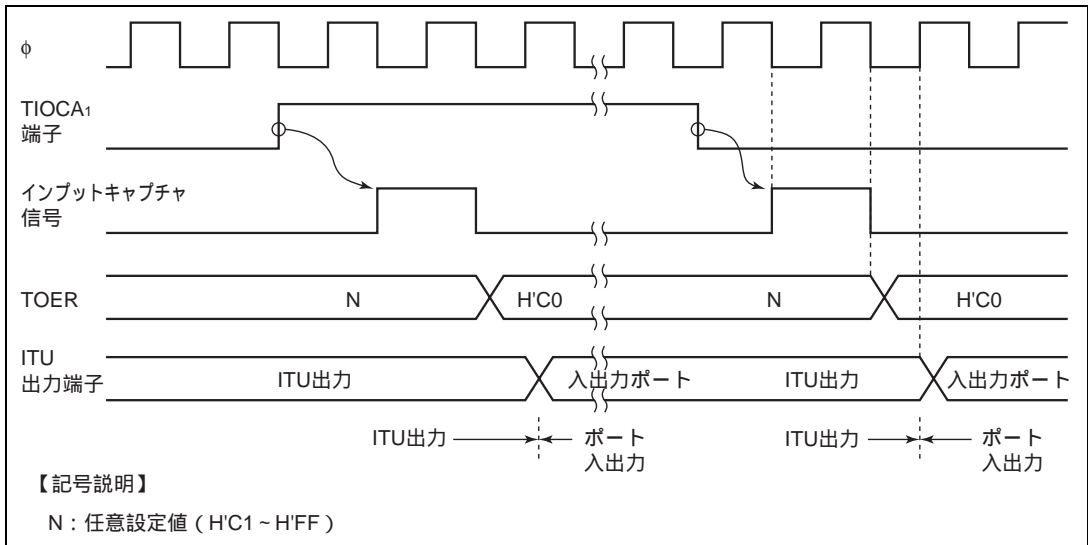 φ
TIOCA1
端子
インプットキャプチャ
信号
TOER N H'C0 N H'C0
ITU
出力端子 ITU出力 入出力ポート ITU出力 入出力ポート
ITU出力 ポート ITU出力 ポート
入出力 入出力
【記号説明】
N：任意設定値（H'C1～H'FF）